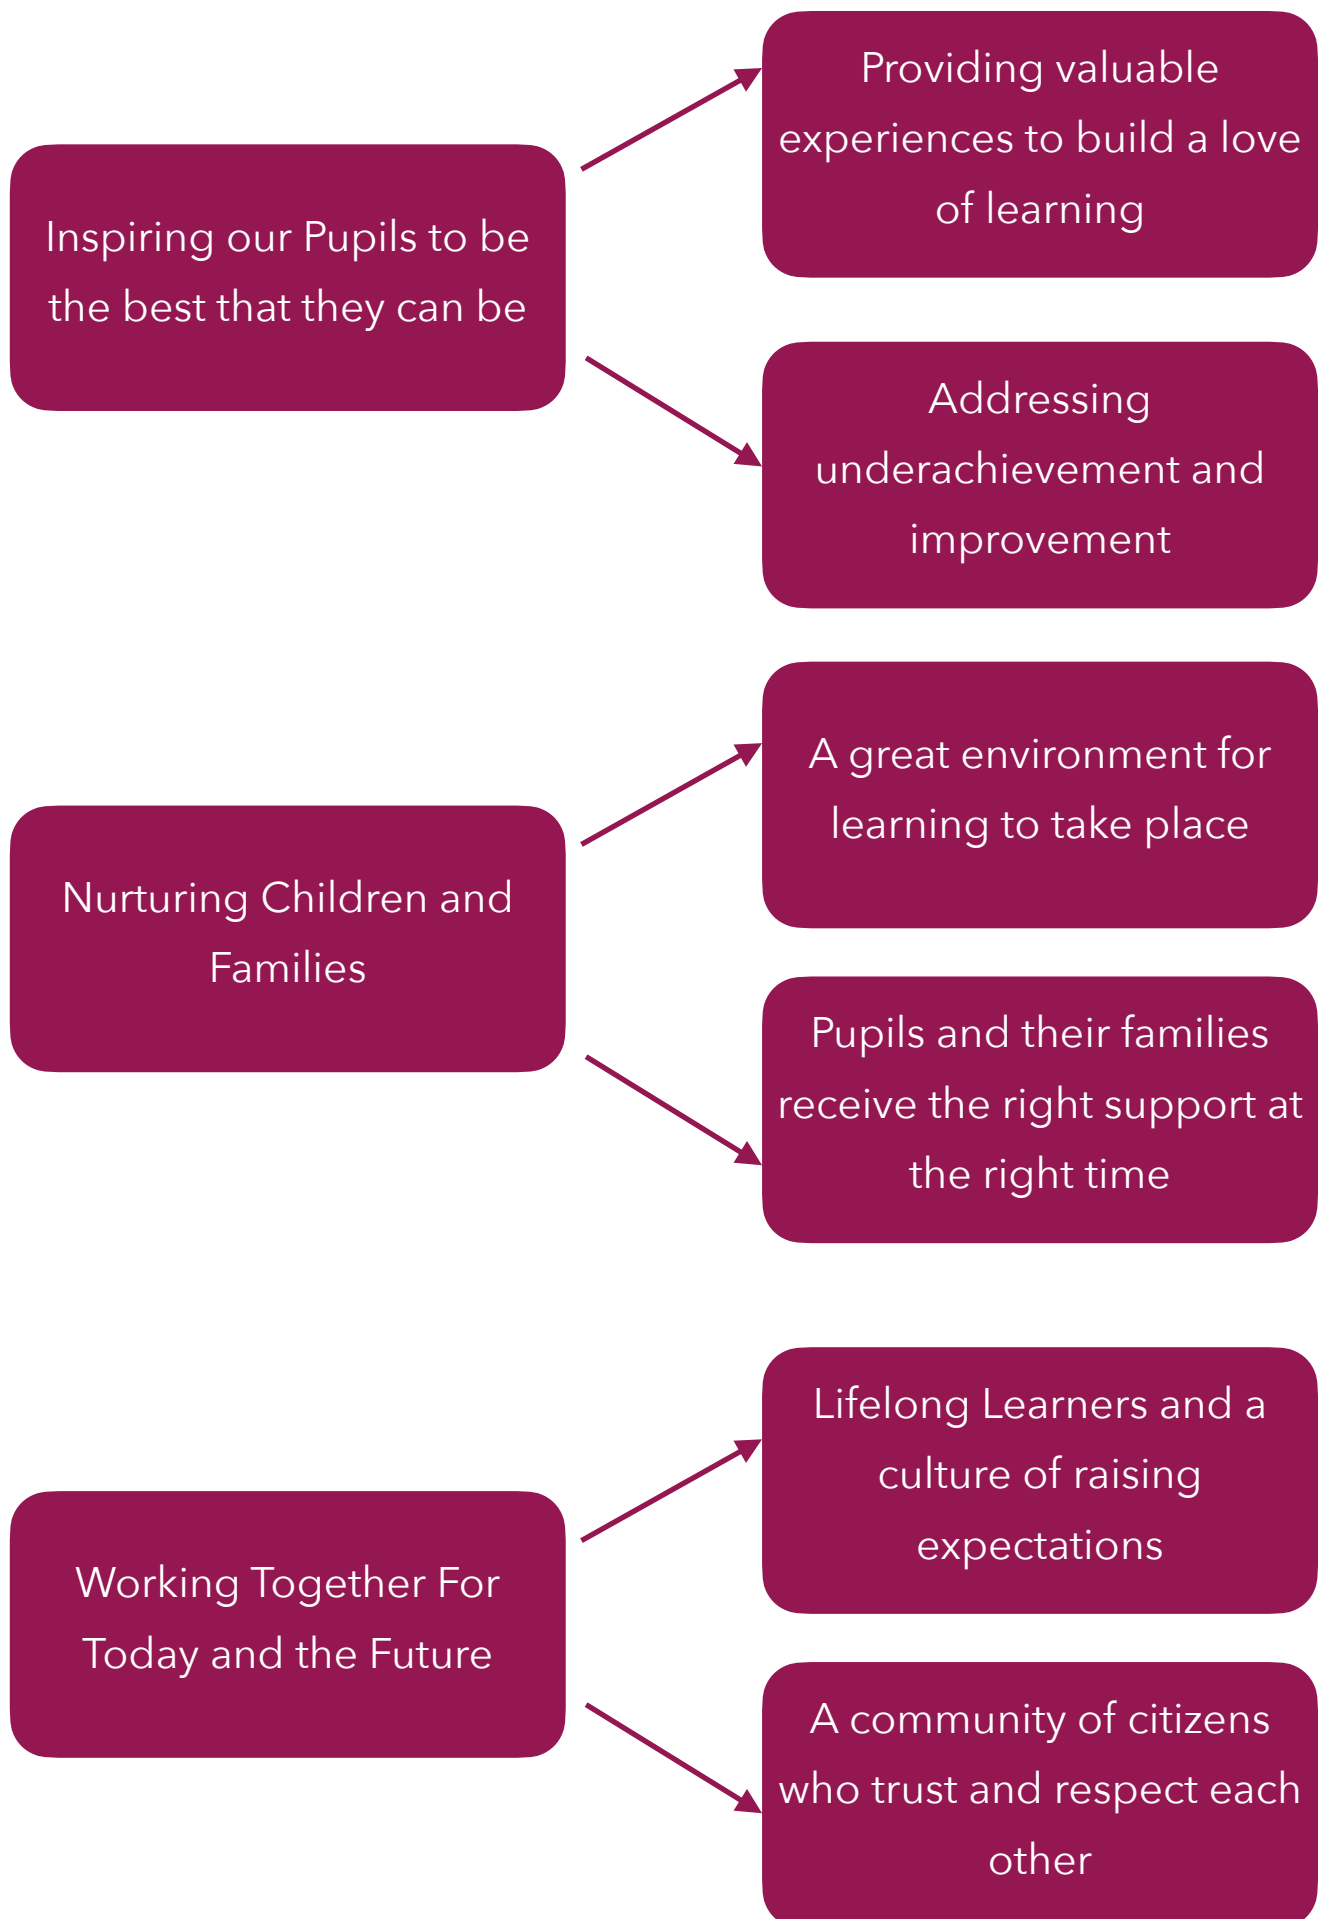 Inspiring our Pupils to be
the best that they can be
Providing valuable
experiences to build a love
of learning
Addressing
underachievement and
improvement
Nurturing Children and
Families
A great environment for
learning to take place
Pupils and their families
receive the right support at
the right time
Working Together For
Today and the Future
Lifelong Learners and a
culture of raising
expectations
A community of citizens
who trust and respect each
other